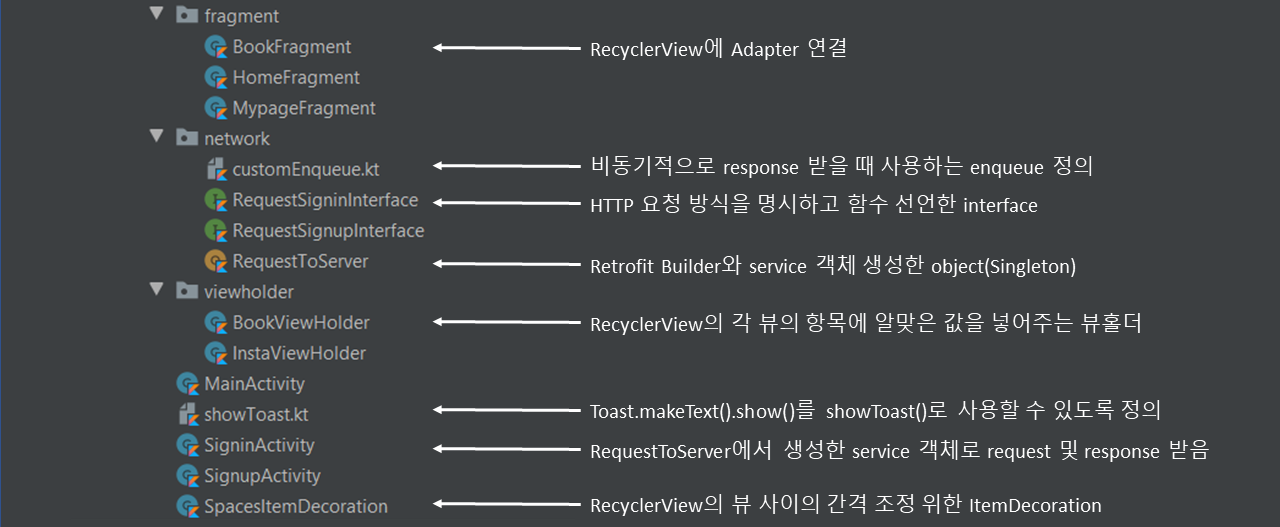 fragment
BookFragment RecyclerView에 Adapter 연결
HomeFragment
MypageFragment
network
customEnqueue.kt 비동기적으로 response 받을 때 사용하는 enqueue 정의
RequestSigninInterface HTTP 요청 방식을 명시하고 함수 선언한 interface
RequestSignupInterface
RequestToServer Retrofit Builder와 service 객체 생성한 object(Singleton)
viewholder
BookViewHolder RecyclerView의 각 뷰의 항목에 알맞은 값을 넣어주는 뷰홀더
InstaViewHolder
MainActivity
showToast.kt Toast.makeText().show()를 showToast()로 사용할 수 있도록 정의
SigninActivity RequestToServer에서 생성한 service 객체로 request 및 response 받음
SignupActivity
SpacesItemDecoration RecyclerView의 뷰 사이의 간격 조정 위한 ItemDecoration